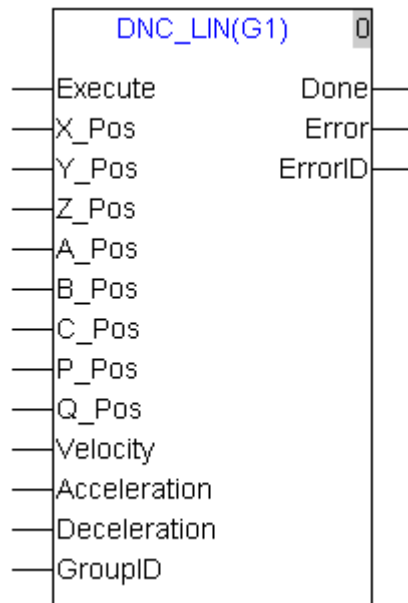 DNC_LIN(G1) 0
Execute Done
X_Pos Error
Y_Pos ErrorID
Z_Pos
A_Pos
B_Pos
C_Pos
P_Pos
Q_Pos
Velocity
Acceleration
Deceleration
GroupID